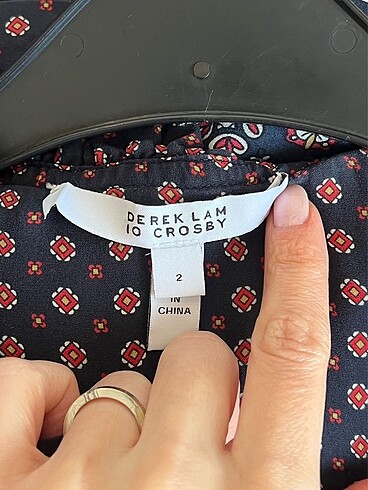 DEREK LAM
10 CROSBY
2
IN
CHINA